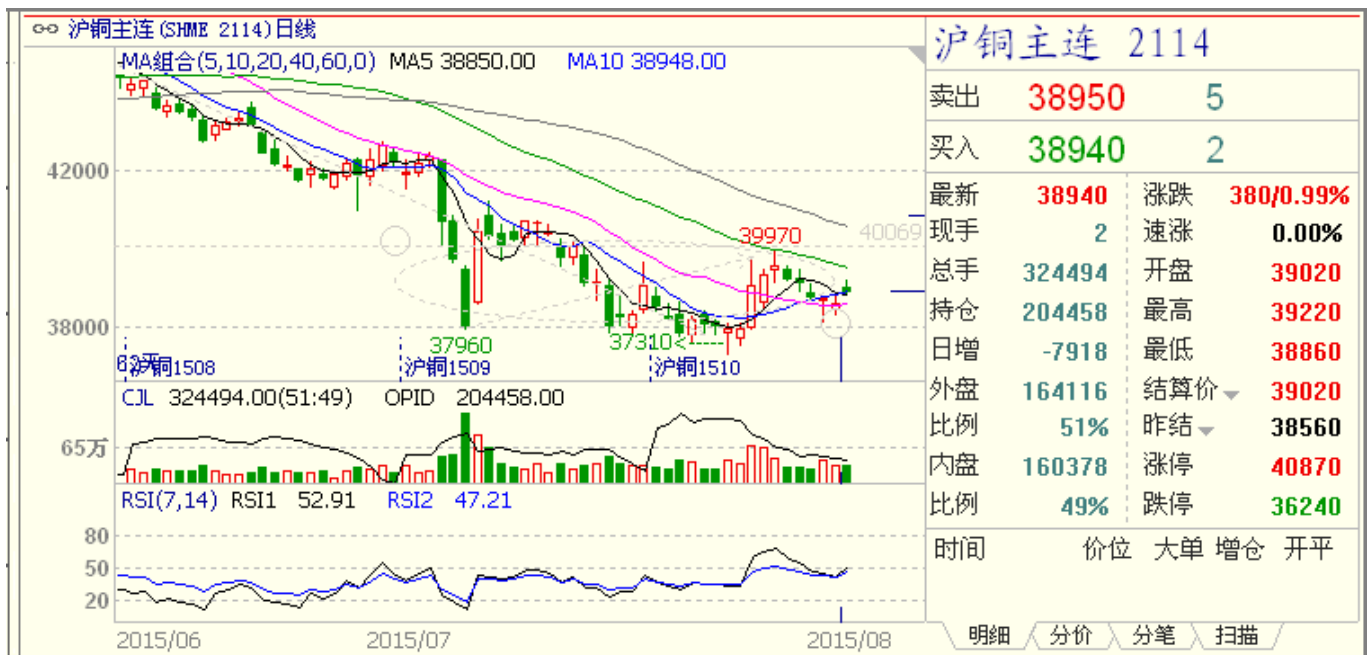 沪铜主连(SHME 2114)日线
MA组合(5,10,20,40,60,0) MA5 38850.00 MA10 38948.00
42000
38000
39970
40069
37960
37310<-----
沪铜1508
沪铜1509
沪铜1510
CJL 324494.00(51:49) OPID 204458.00
65万
RSI(7,14) RSI1 52.91 RSI2 47.21
80
50
20
2015/06 2015/07 2015/08
沪铜主连 2114
卖出 38950 5
买入 38940 2
最新 38940 涨跌 380/0.99%
现手 2 速涨 0.00%
总手 324494 开盘 39020
持仓 204458 最高 39220
日增 -7918 最低 38860
外盘 164116 结算价 39020
比例 51% 昨结 38560
内盘 160378 涨停 40870
比例 49% 跌停 36240
时间 价位 大单 增仓 开平
明细 分价 分笔 扫描